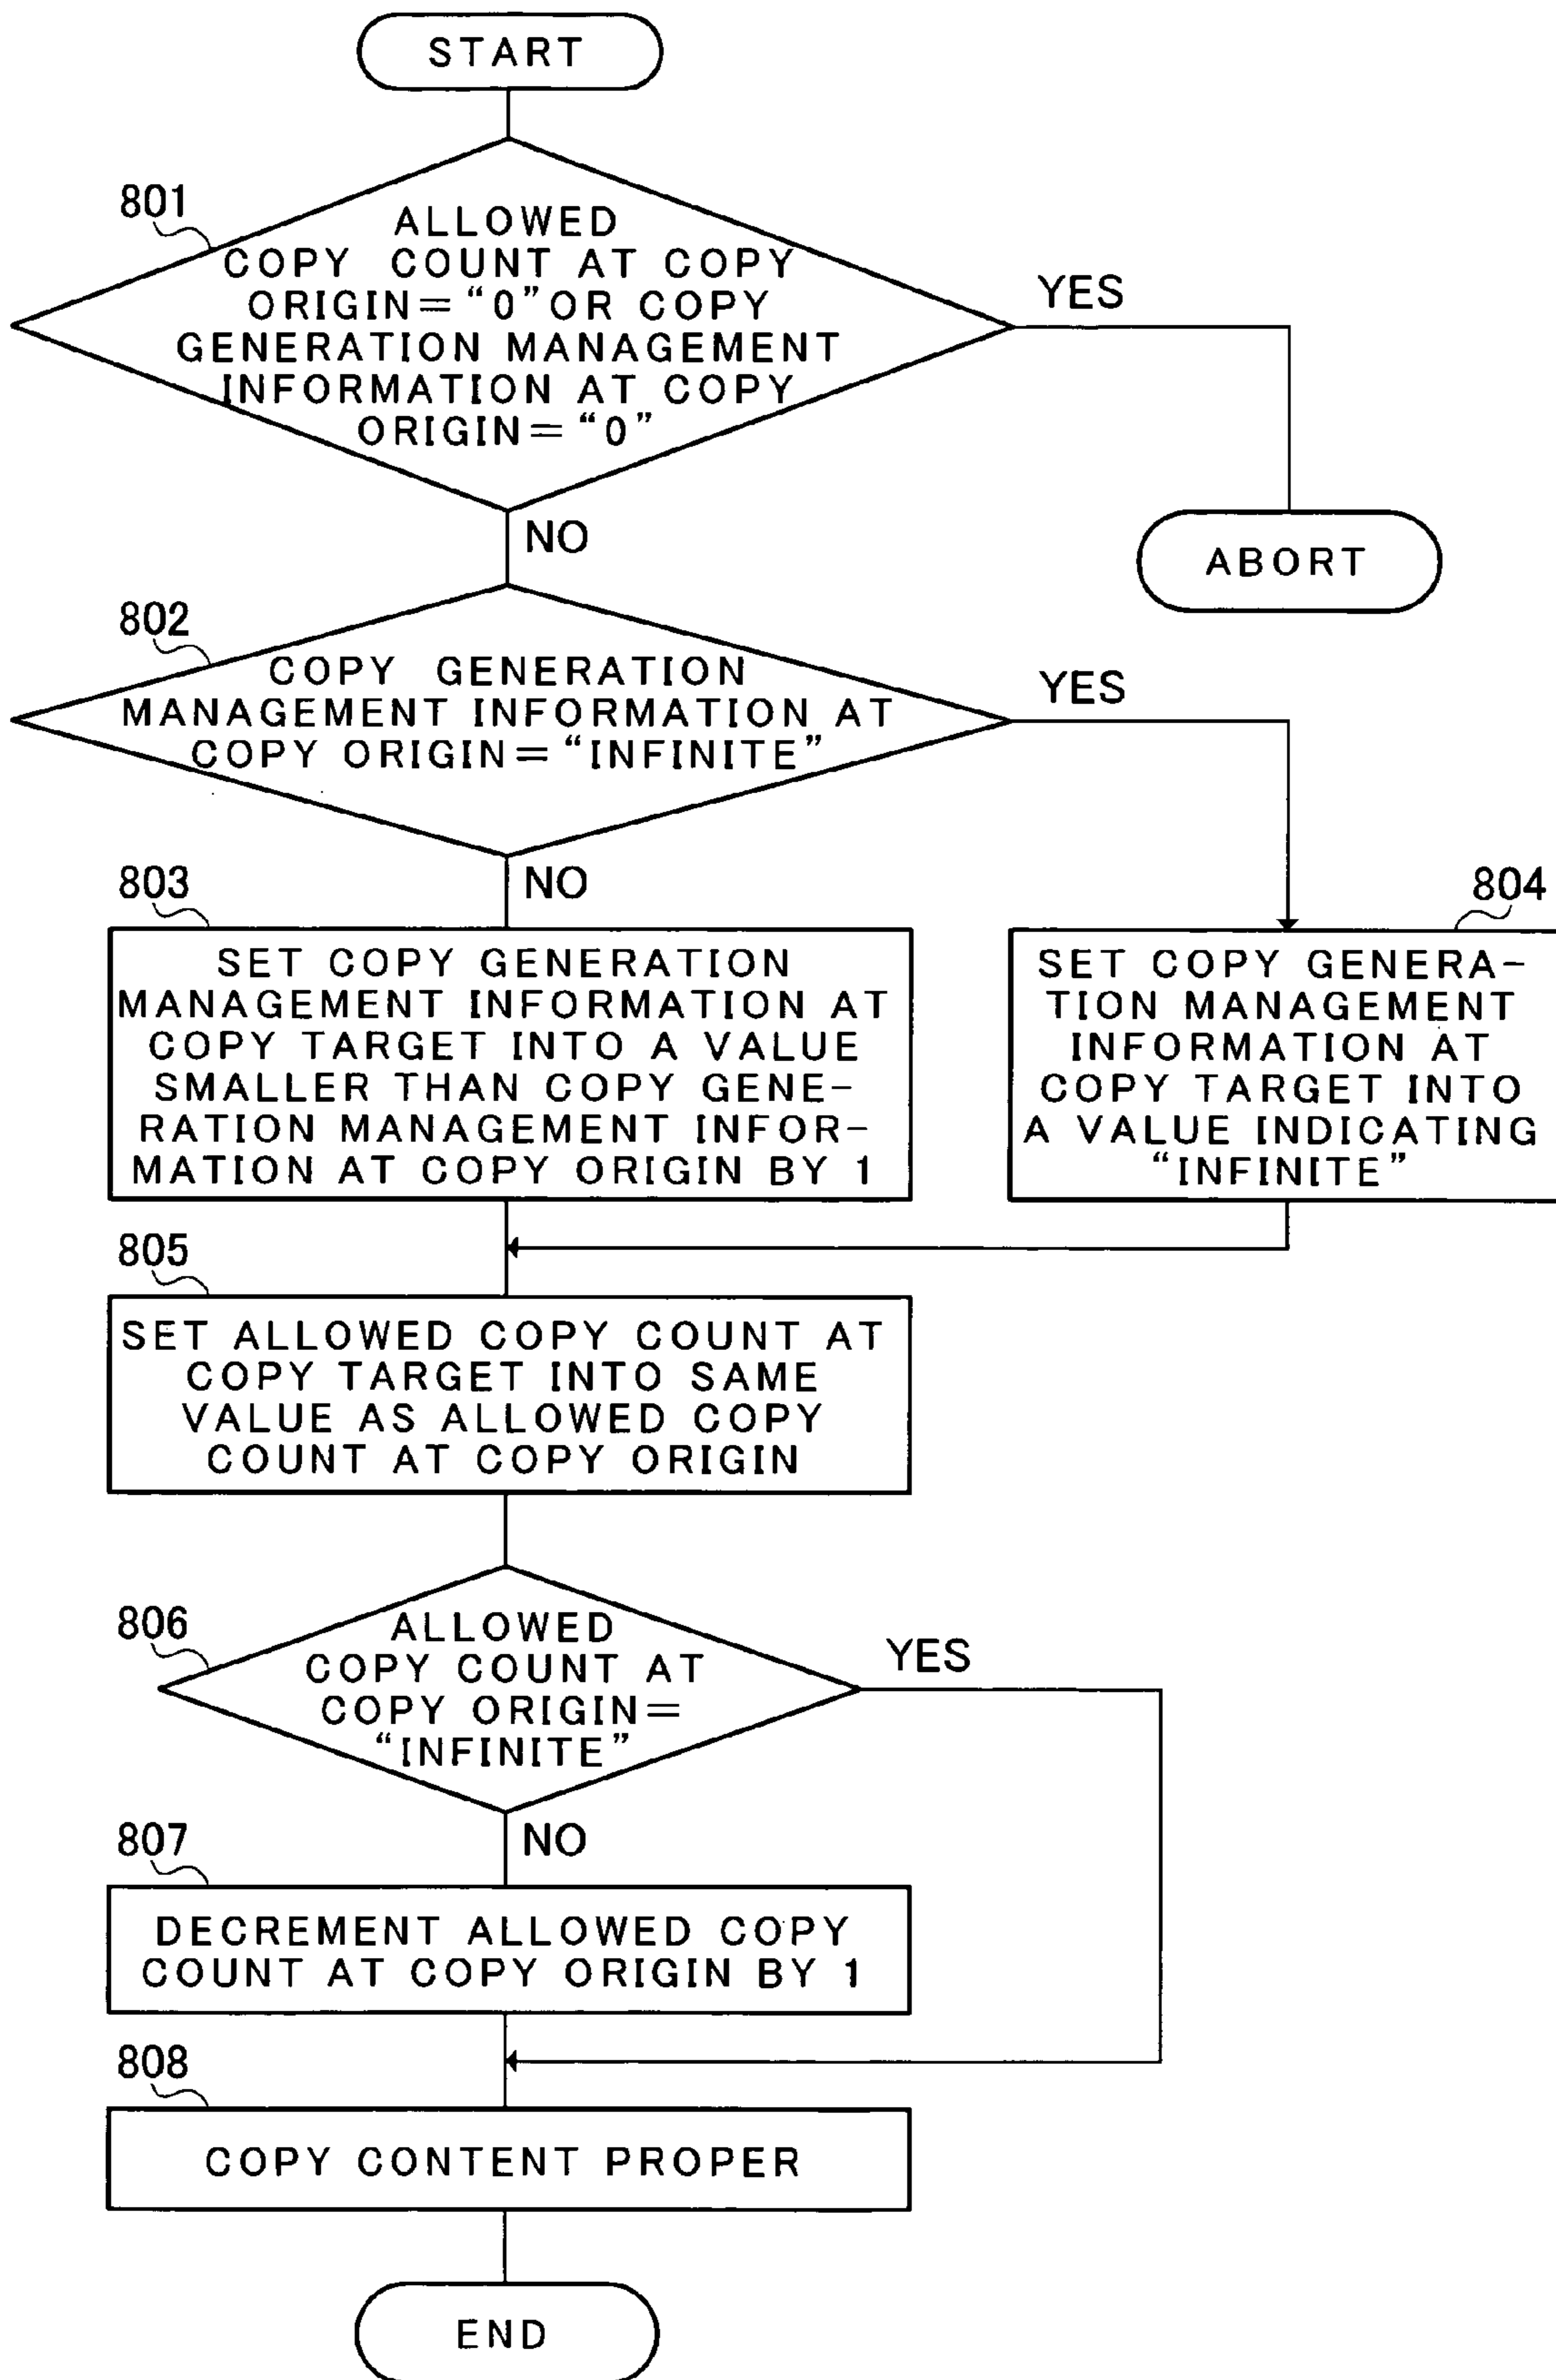 START
801
ALLOWED
COPY COUNT AT COPY
ORIGIN=“0”OR COPY
GENERATION MANAGEMENT
INFORMATION AT COPY
ORIGIN=“0”
YES
NO
ABORT
802
COPY GENERATION
MANAGEMENT INFORMATION AT
COPY ORIGIN=“INFINITE”
YES
NO
803
SET COPY GENERATION
MANAGEMENT INFORMATION AT
COPY TARGET INTO A VALUE
SMALLER THAN COPY GENE-
RATION MANAGEMENT INFOR-
MATION AT COPY ORIGIN BY 1
804
SET COPY GENERA-
TION MANAGEMENT
INFORMATION AT
COPY TARGET INTO
A VALUE INDICATING
“INFINITE”
805
SET ALLOWED COPY COUNT AT
COPY TARGET INTO SAME
VALUE AS ALLOWED COPY
COUNT AT COPY ORIGIN
806
ALLOWED
COPY COUNT AT
COPY ORIGIN=
“INFINITE”
YES
NO
807
DECREMENT ALLOWED COPY
COUNT AT COPY ORIGIN BY 1
808
COPY CONTENT PROPER
END